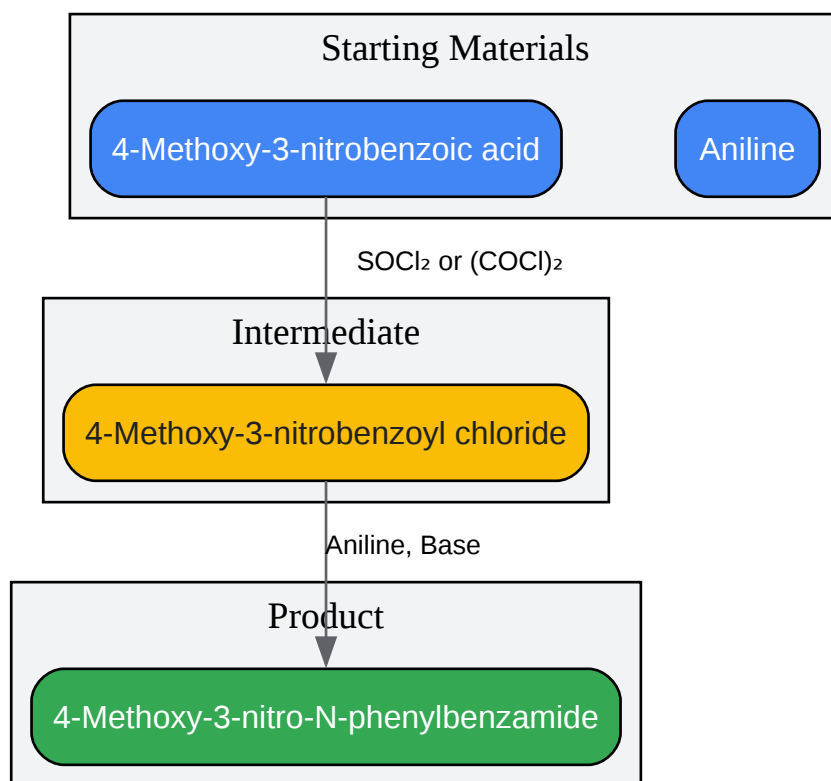 Starting Materials
4-Methoxy-3-nitrobenzoic acid
Aniline
SOCl₂ or (COCl)₂
Intermediate
4-Methoxy-3-nitrobenzoyl chloride
Aniline, Base
Product
4-Methoxy-3-nitro-N-phenylbenzamide